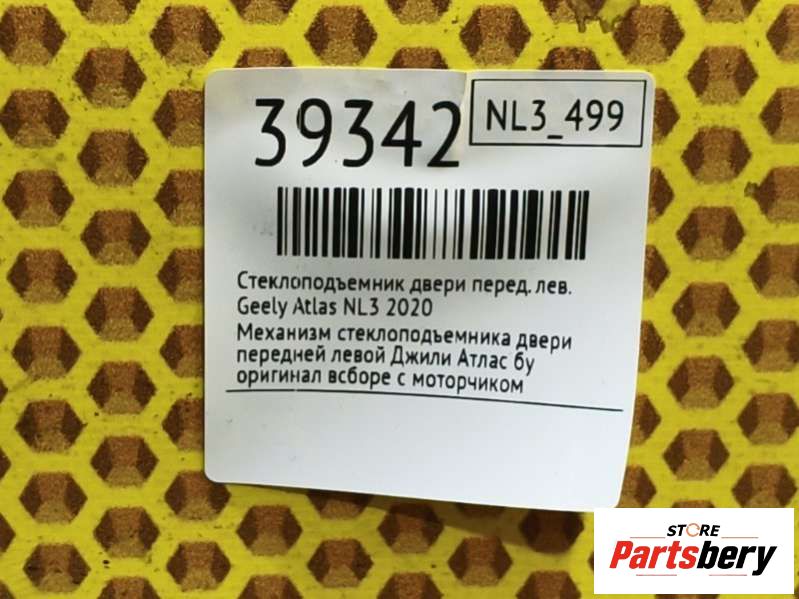 39342
NL3_499
Стеклоподъемник двери перед. лев.
Geely Atlas NL3 2020
Механизм стеклоподъемника двери
передней левой Джили Атлас бу
оригинал всборе с моторчиком
STORE
Partsbery